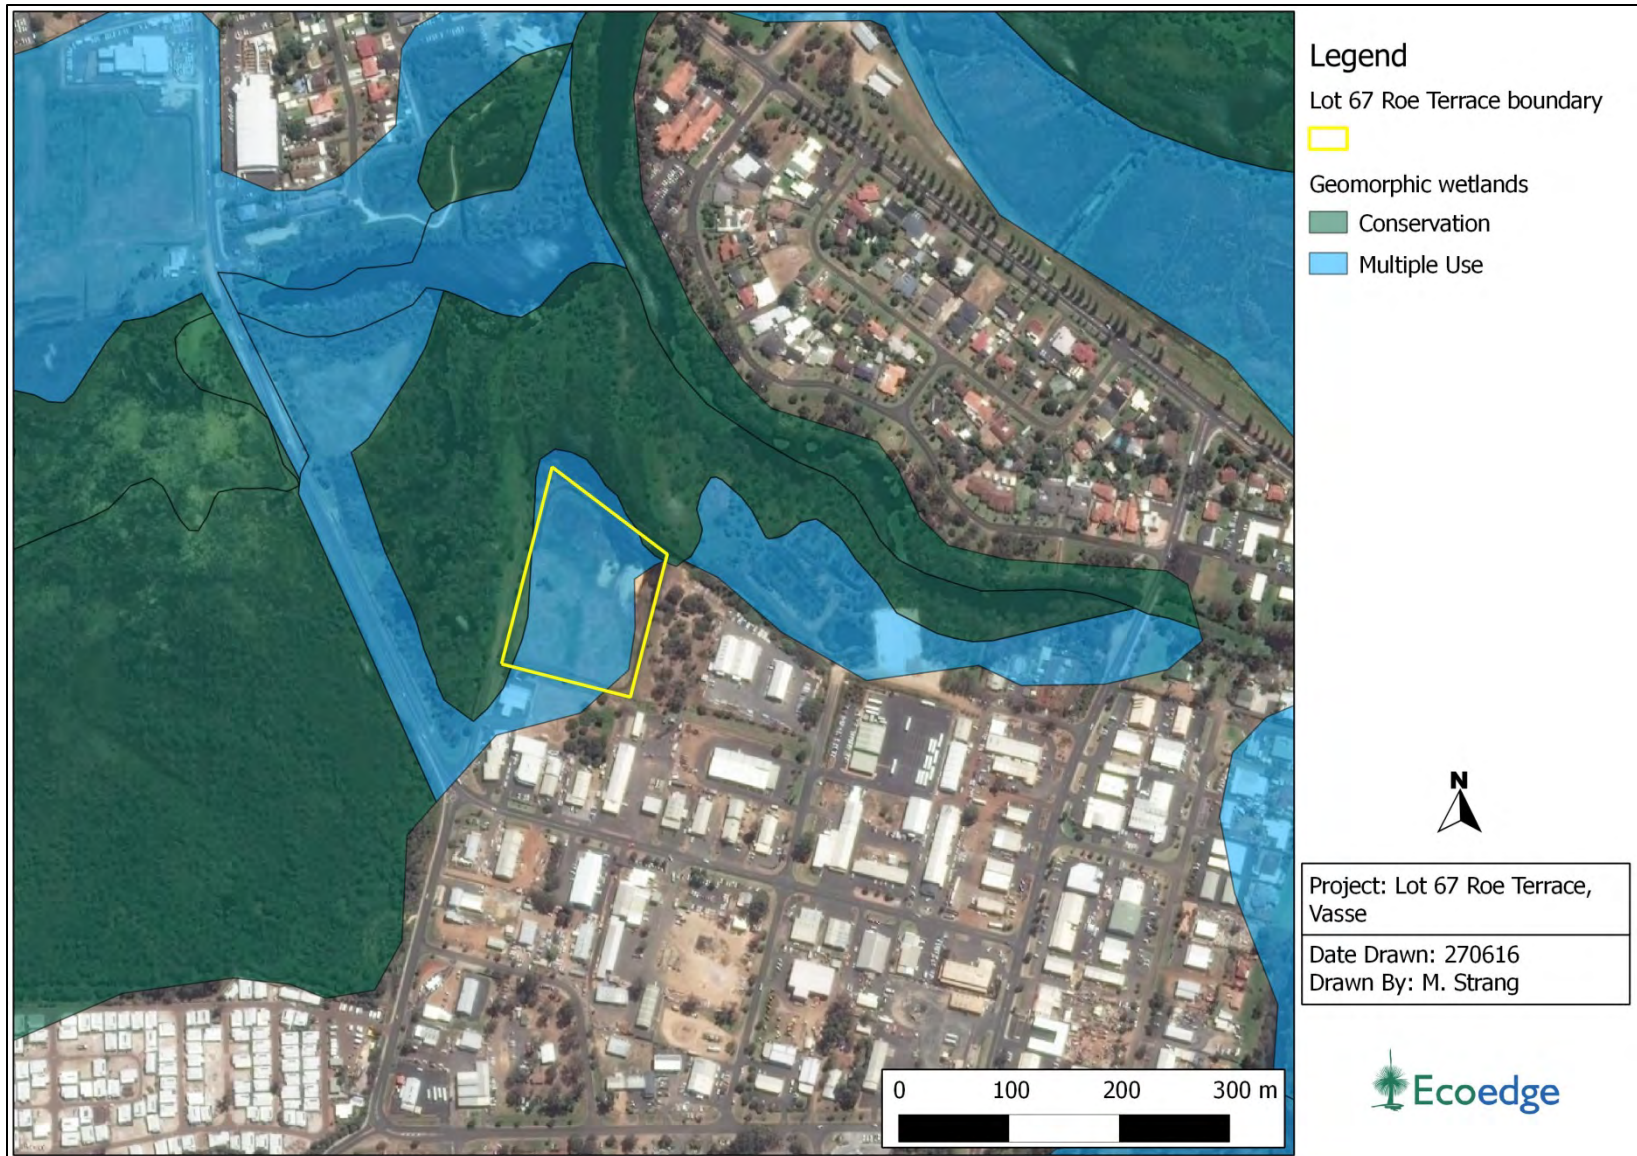 Legend
Lot 67 Roe Terrace boundary
Geomorphic wetlands
Conservation
Multiple Use
N
Project: Lot 67 Roe Terrace,
Vasse
Date Drawn: 270616
Drawn By: M. Strang
0 100 200 300 m
Ecoedge